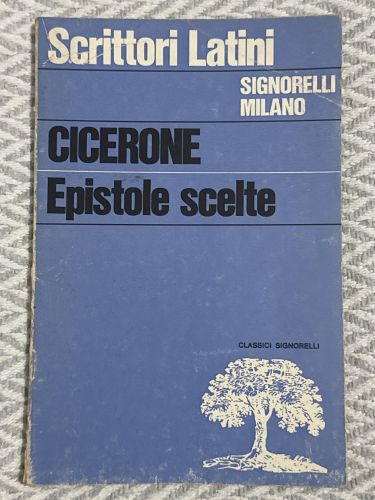 Scrittori Latini
SIGNORELLI
MILANO
CICERONE
Epistole scelte
CLASSICI SIGNORELLI